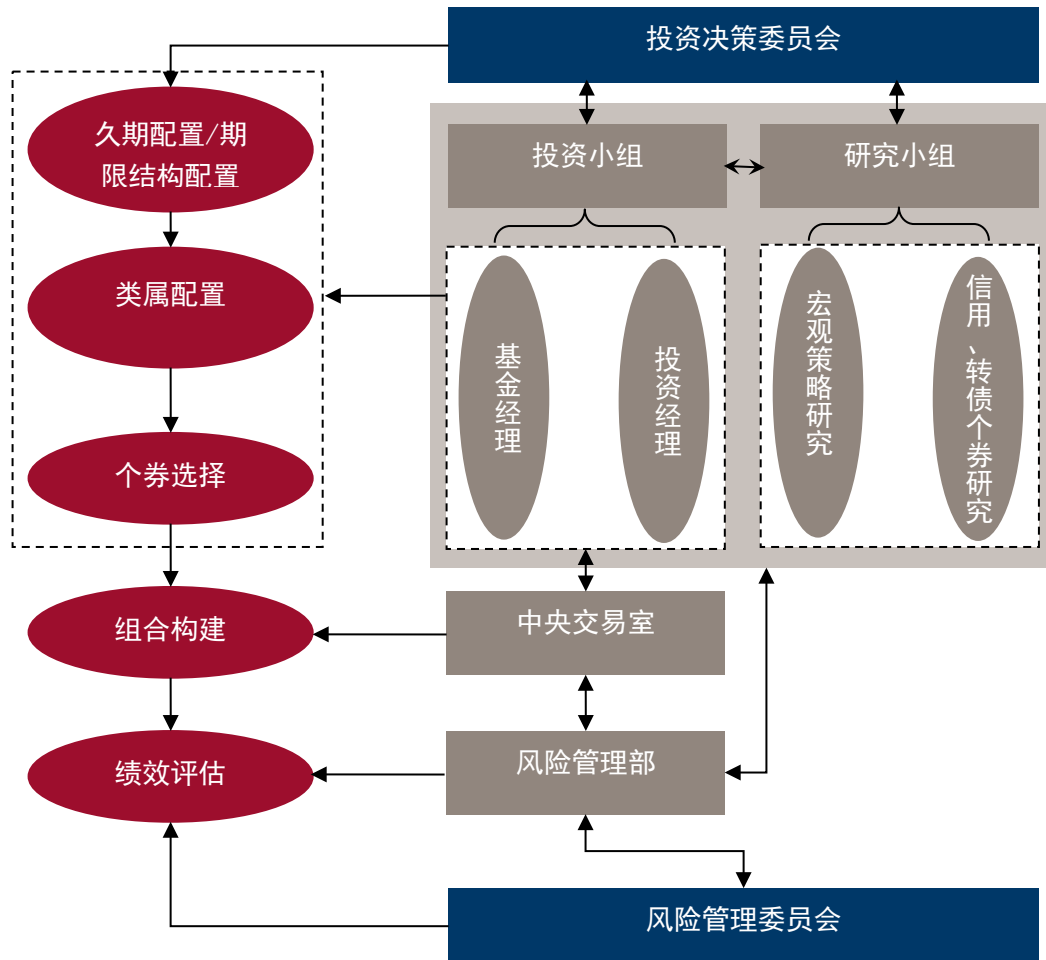 投资决策委员会
久期配置/期
限结构配置
投资小组
研究小组
类属配置
基金经理
投资经理
宏观策略研究
信用、转债个券研究
个券选择
组合构建
中央交易室
绩效评估
风险管理部
风险管理委员会